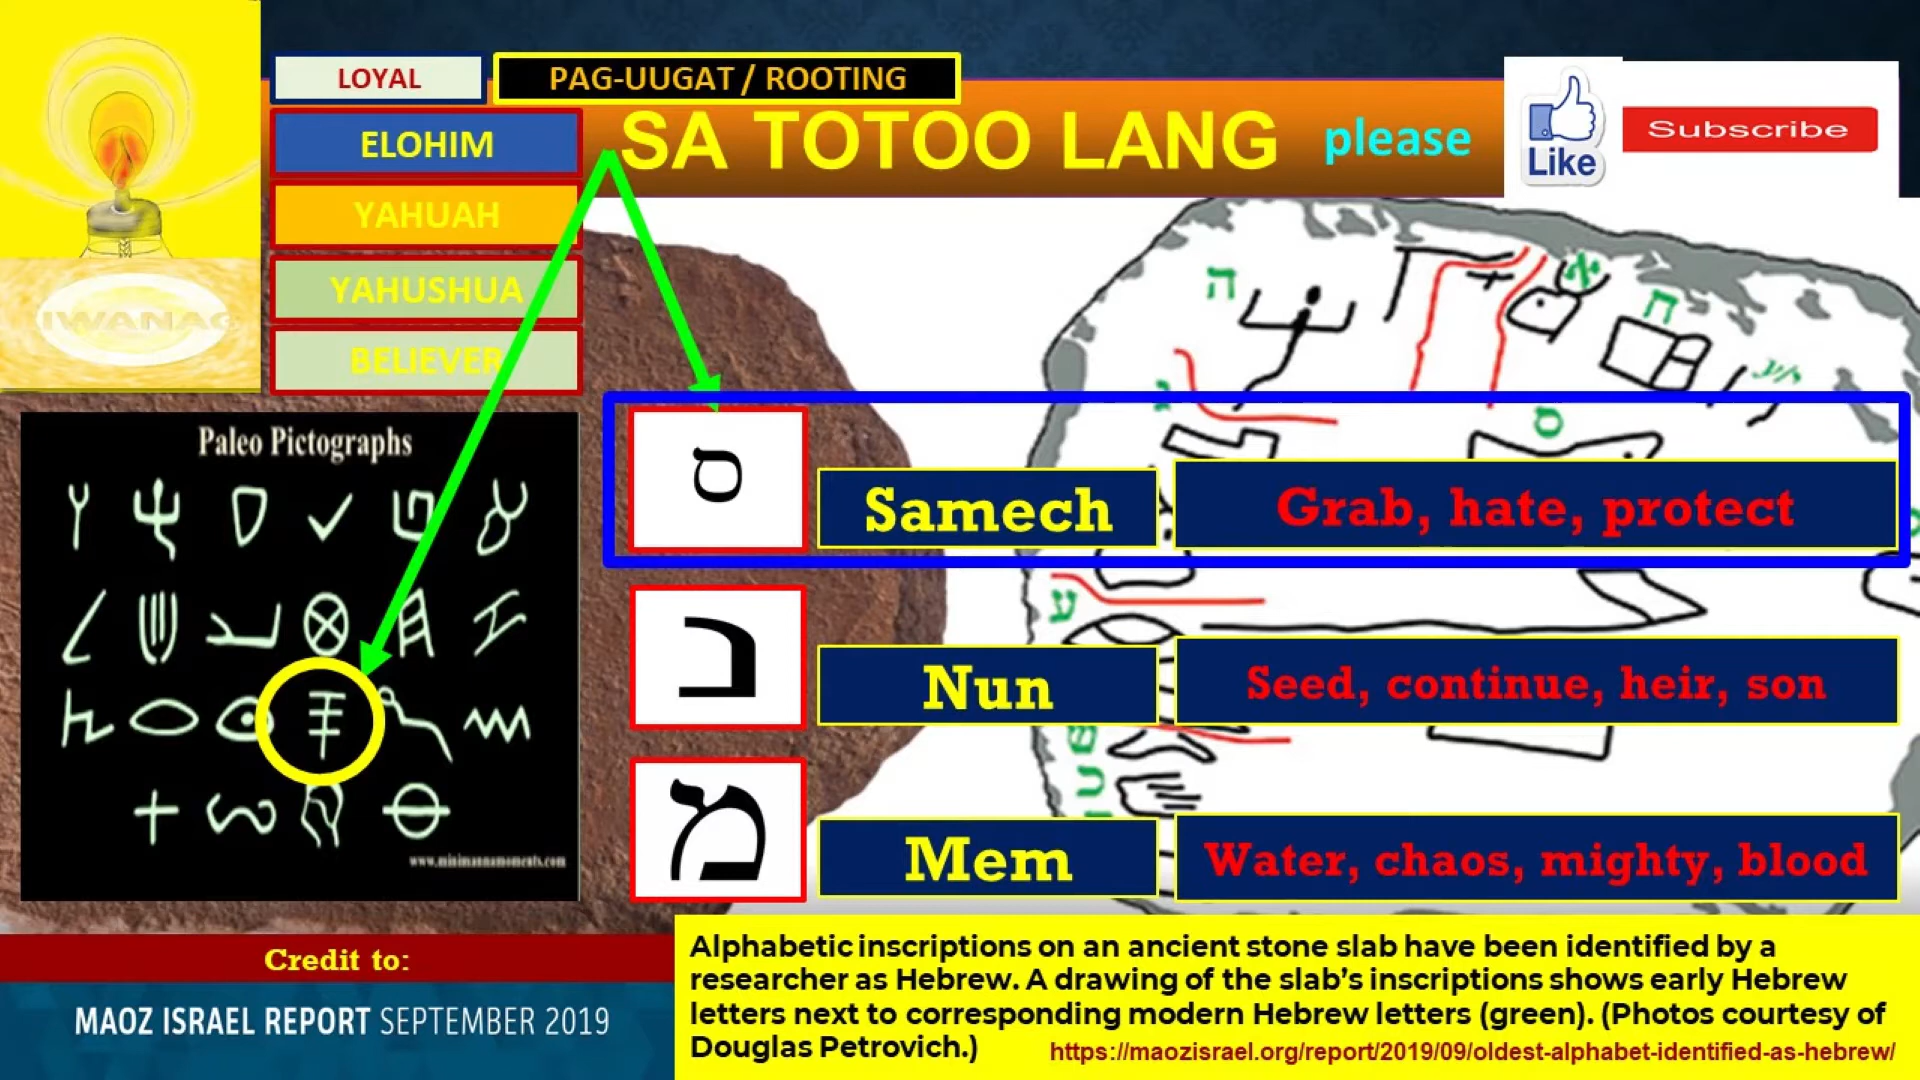 LOYAL
PAG-UUGAT / ROOTING
ELOHIM
SA TOTOO LANG
please
Like
Subscribe
YAHUAH
YAHUSHUA
BELIEVER
IWANAG
Paleo Pictographs
www.minimannamoments.com
ה
א
ח
ס
ס
Samech
Grab, hate, protect
ע
נ
Nun
Seed, continue, heir, son
מ
Mem
Water, chaos, mighty, blood
Credit to:
MAOZ ISRAEL REPORT SEPTEMBER 2019
Alphabetic inscriptions on an ancient stone slab have been identified by a
researcher as Hebrew. A drawing of the slab's inscriptions shows early Hebrew
letters next to corresponding modern Hebrew letters (green). (Photos courtesy of
Douglas Petrovich.)
https://maozisrael.org/report/2019/09/oldest-alphabet-identified-as-hebrew/